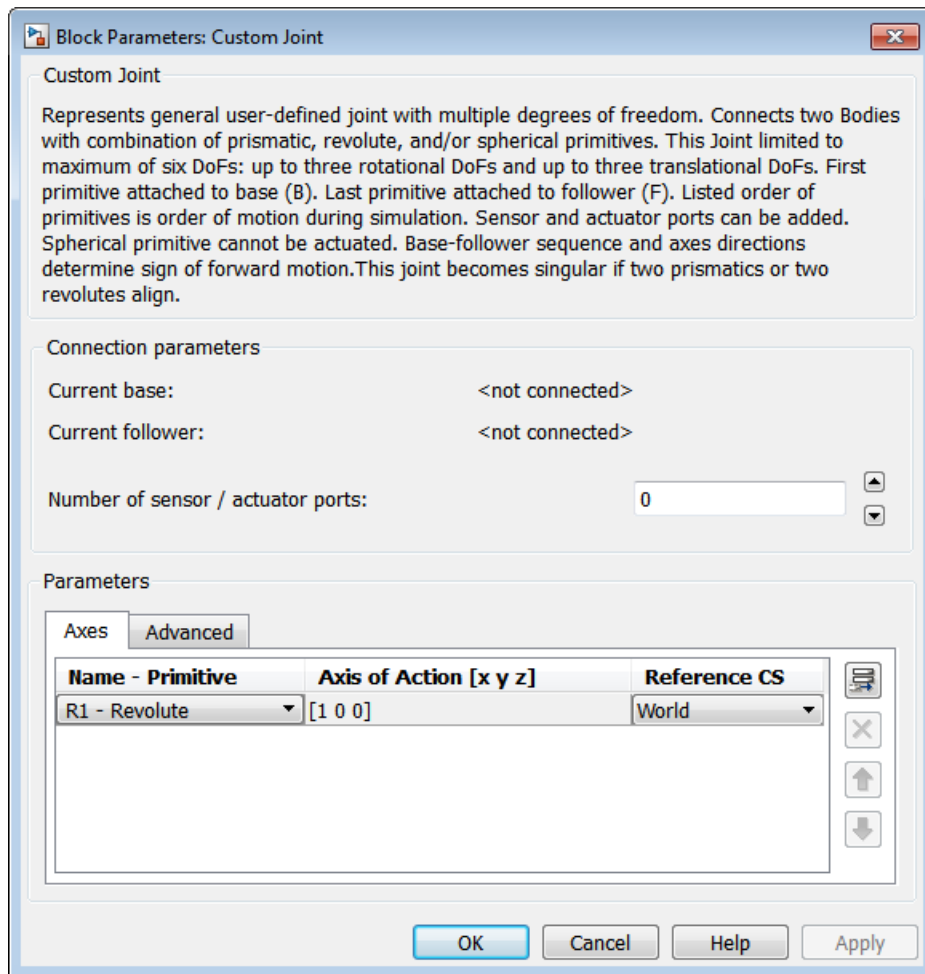 Block Parameters: Custom Joint
Custom Joint
Represents general user-defined joint with multiple degrees of freedom. Connects two Bodies
with combination of prismatic, revolute, and/or spherical primitives. This Joint limited to
maximum of six DoFs: up to three rotational DoFs and up to three translational DoFs. First
primitive attached to base (B). Last primitive attached to follower (F). Listed order of
primitives is order of motion during simulation. Sensor and actuator ports can be added.
Spherical primitive cannot be actuated. Base-follower sequence and axes directions
determine sign of forward motion.This joint becomes singular if two prismatics or two
revolutes align.
Connection parameters
Current base: <not connected>
Current follower: <not connected>
Number of sensor / actuator ports: 0
Parameters
Axes Advanced
Name - Primitive Axis of Action [x y z] Reference CS
R1 - Revolute [1 0 0] World
OK Cancel Help Apply